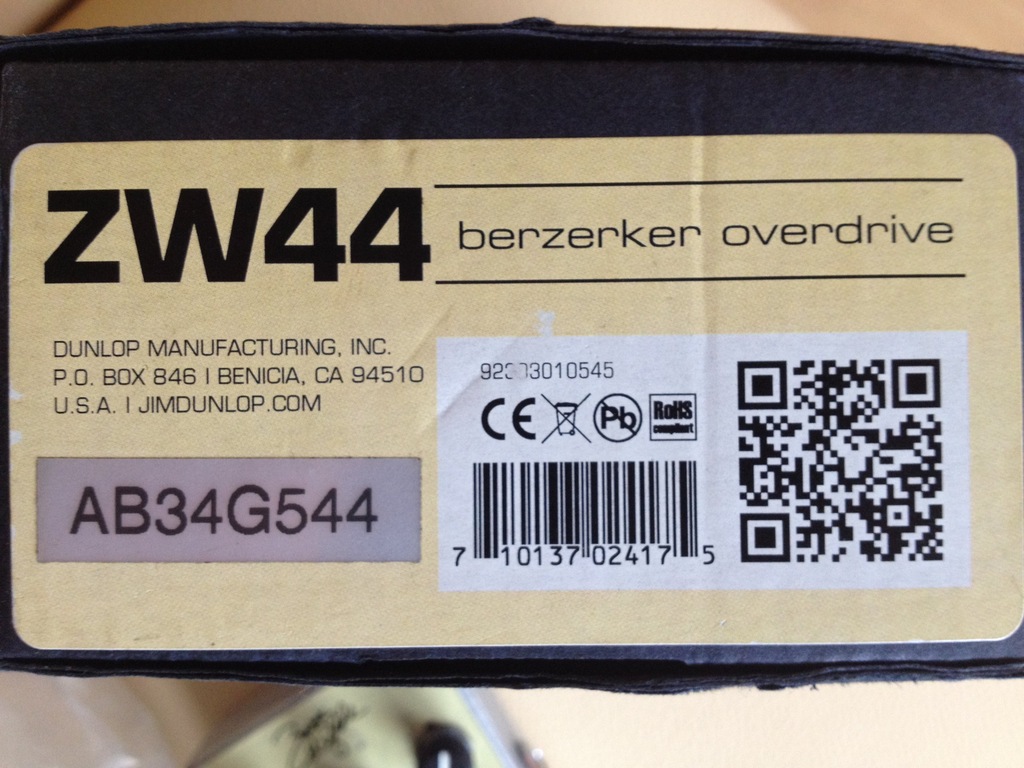 ZW44
berzerker overdrive
DUNLOP MANUFACTURING, INC.
P.O. BOX 846 | BENICIA, CA 94510
U.S.A. | JIMDUNLOP.COM
AB34G544
CE Pb RoHS
compliant
7 10137 02417 5